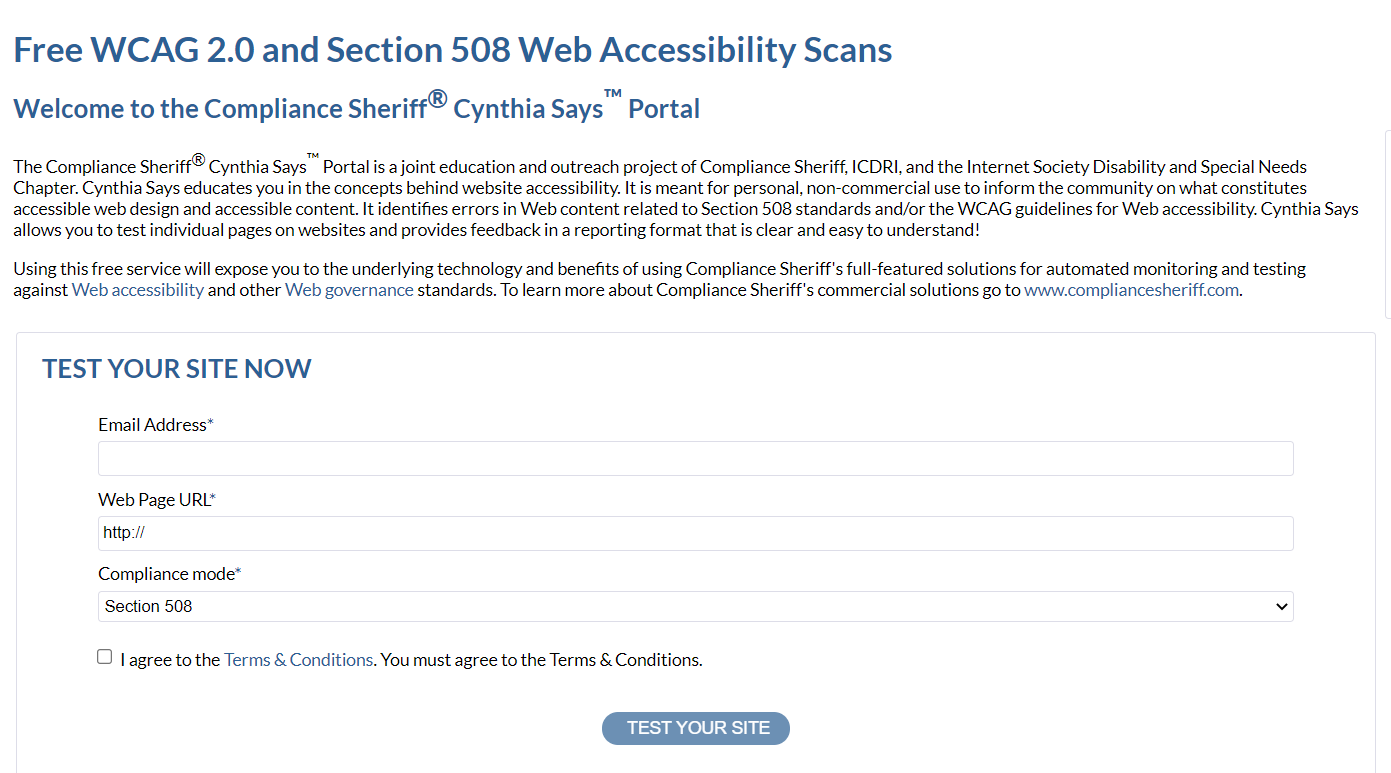 Free WCAG 2.0 and Section 508 Web Accessibility Scans
Welcome to the Compliance Sheriff® Cynthia Says™ Portal
The Compliance Sheriff® Cynthia Says™ Portal is a joint education and outreach project of Compliance Sheriff, ICDRI, and the Internet Society Disability and Special Needs
Chapter. Cynthia Says educates you in the concepts behind website accessibility. It is meant for personal, non-commercial use to inform the community on what constitutes
accessible web design and accessible content. It identifies errors in Web content related to Section 508 standards and/or the WCAG guidelines for Web accessibility. Cynthia Says
allows you to test individual pages on websites and provides feedback in a reporting format that is clear and easy to understand!
Using this free service will expose you to the underlying technology and benefits of using Compliance Sheriff's full-featured solutions for automated monitoring and testing
against Web accessibility and other Web governance standards. To learn more about Compliance Sheriff's commercial solutions go to www.compliancesheriff.com.
TEST YOUR SITE NOW
Email Address*
Web Page URL*
http://
Compliance mode*
Section 508
I agree to the Terms & Conditions. You must agree to the Terms & Conditions.
TEST YOUR SITE